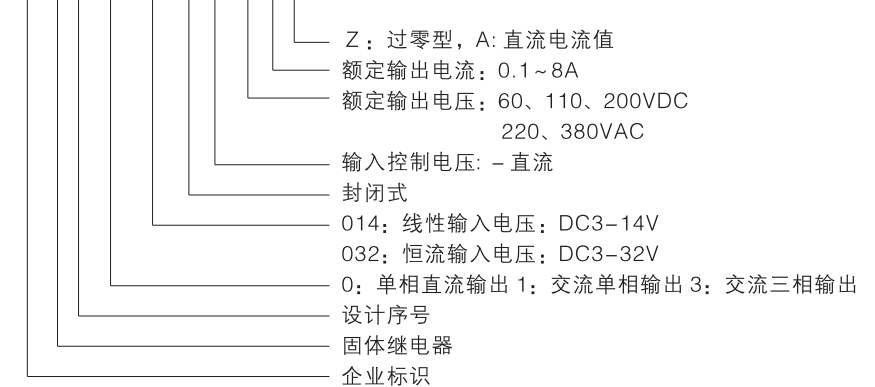 Z：过零型，A: 直流电流值
额定输出电流：0.1~8A
额定输出电压：60、110、200VDC
220、380VAC
输入控制电压: –直流
封闭式
014：线性输入电压：DC3-14V
032：恒流输入电压：DC3-32V
0：单相直流输出 1：交流单相输出 3：交流三相输出
设计序号
固体继电器
企业标识